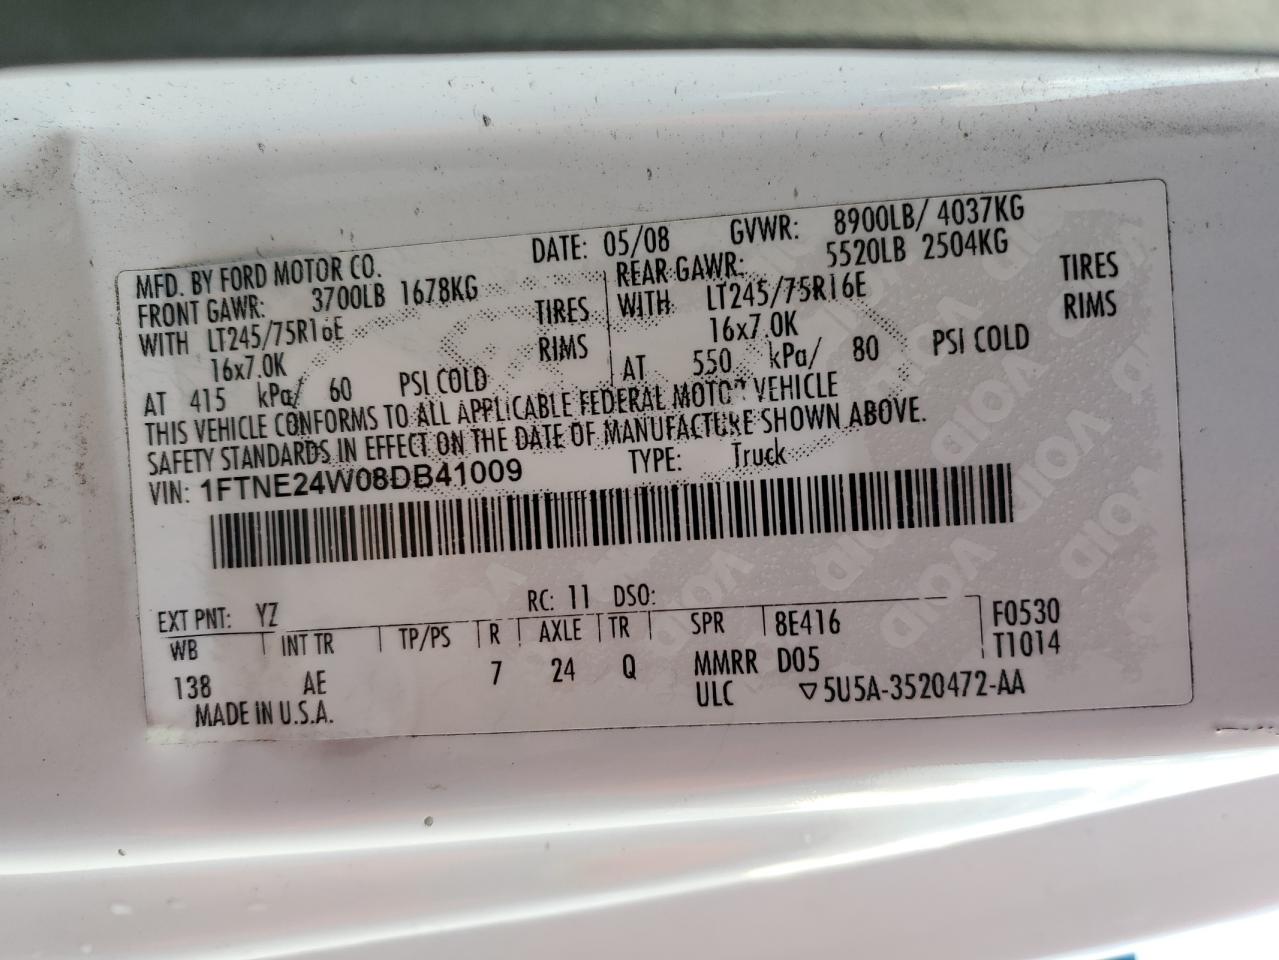 DATE: 05/08 GVWR: 8900LB/ 4037KG
MFD. BY FORD MOTOR CO.
FRONT GAWR: 3700LB 1678KG
WITH LT245/75R16E TIRES
16x7.0K RIMS
AT 415 kPa/ 60 PSI COLD
REAR GAWR: 5520LB 2504KG
WITH LT245/75R16E TIRES
16x7.0K RIMS
AT 550 kPa/ 80 PSI COLD
THIS VEHICLE CONFORMS TO ALL APPLICABLE FEDERAL MOTOR VEHICLE
SAFETY STANDARDS IN EFFECT ON THE DATE OF MANUFACTURE SHOWN ABOVE.
VIN: 1FTNE24W08DB41009 TYPE: Truck
EXT PNT: YZ RC: 11 DSO:
WB INT TR TP/PS R AXLE TR SPR 8E416 F0530
T1014
138 AE 7 24 Q MMRR D05
ULC ▽5U5A-3520472-AA
MADE IN U.S.A.
VOID VOID VOID VOID VOID